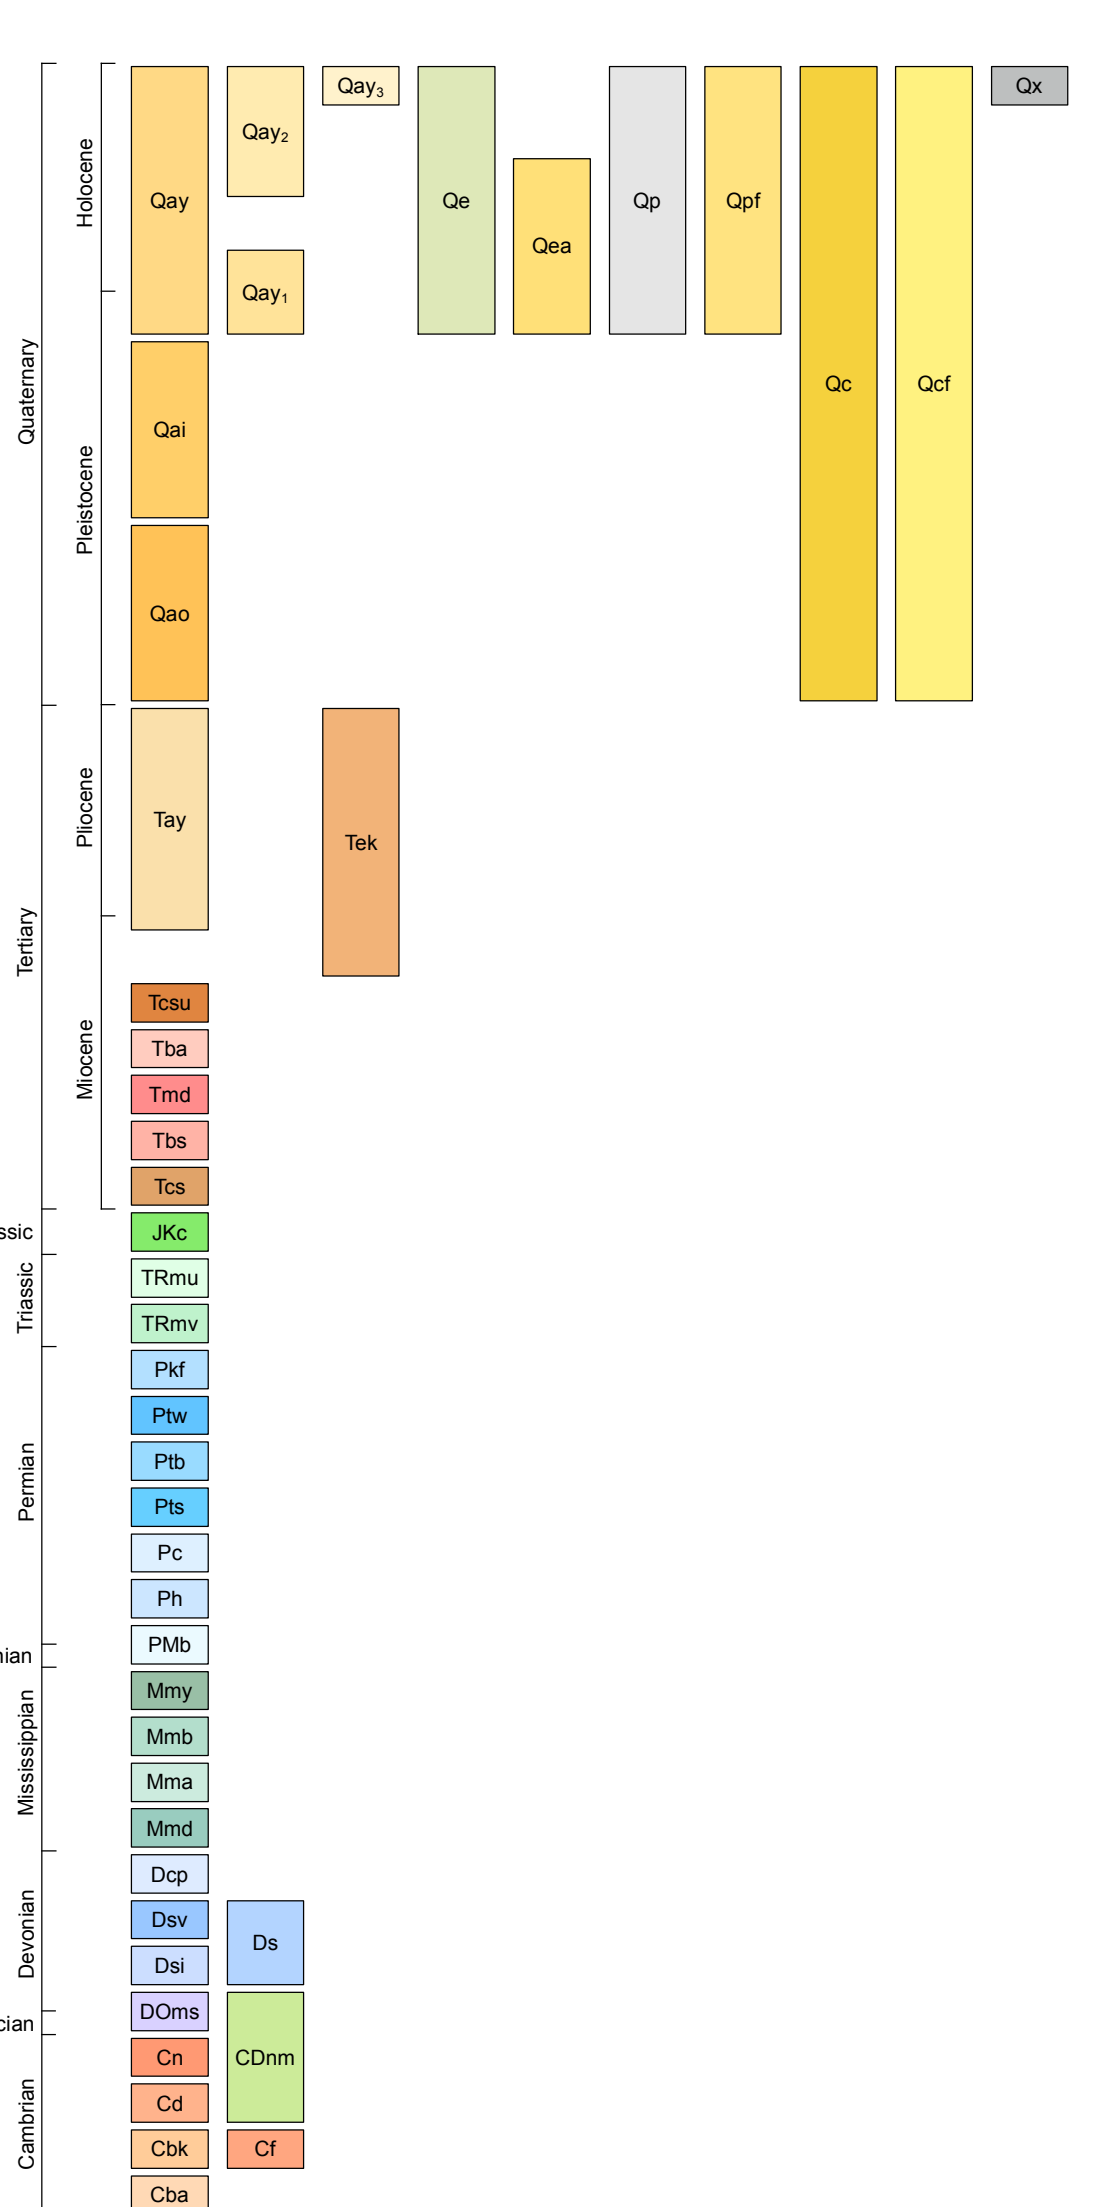 Quaternary
Holocene
Pleistocene
Qay
Qay₂
Qay₃
Qay₁
Qe
Qea
Qp
Qpf
Qc
Qcf
Qx
Qai
Qao
Tertiary
Pliocene
Miocene
Tay
Tek
Tcsu
Tba
Tmd
Tbs
Tcs
ssic
JKc
Triassic
TRmu
TRmv
Permian
Pkf
Ptw
Ptb
Pts
Pc
Ph
PMb
nian
Mississippian
Mmy
Mmb
Mma
Mmd
Devonian
Dcp
Dsv
Ds
Dsi
cian
DOms
CDnm
Cambrian
Cn
Cd
Cbk
Cf
Cba